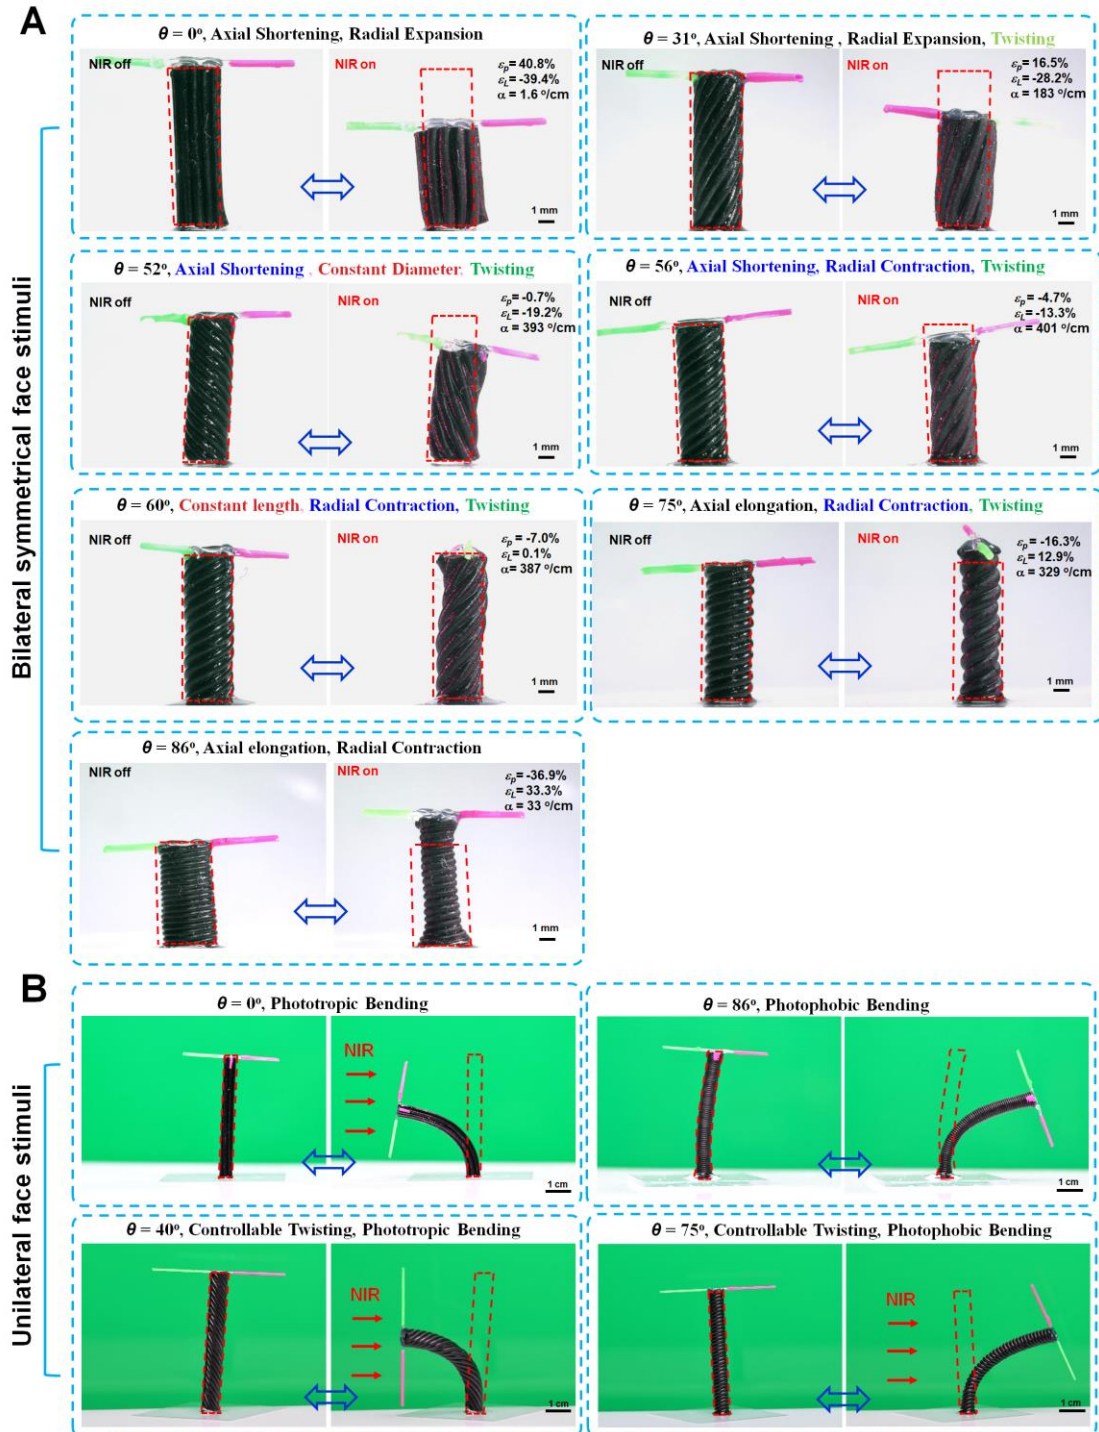 A
Bilateral symmetrical face stimuli
θ = 0°, Axial Shortening, Radial Expansion
NIR off
NIR on
εp= 40.8%
εL= -39.4%
α = 1.6 °/cm
1 mm
θ = 31°, Axial Shortening , Radial Expansion, Twisting
NIR off
NIR on
εp= 16.5%
εL= -28.2%
α = 183 °/cm
1 mm
θ = 52°, Axial Shortening , Constant Diameter, Twisting
NIR off
NIR on
εp= -0.7%
εL= -19.2%
α = 393 °/cm
1 mm
θ = 56°, Axial Shortening, Radial Contraction, Twisting
NIR off
NIR on
εp= -4.7%
εL= -13.3%
α = 401 °/cm
1 mm
θ = 60°, Constant length, Radial Contraction, Twisting
NIR off
NIR on
εp= -7.0%
εL= 0.1%
α = 387 °/cm
1 mm
θ = 75°, Axial elongation, Radial Contraction, Twisting
NIR off
NIR on
εp= -16.3%
εL= 12.9%
α = 329 °/cm
1 mm
θ = 86°, Axial elongation, Radial Contraction
NIR off
NIR on
εp= -36.9%
εL= 33.3%
α = 33 °/cm
1 mm
B
Unilateral face stimuli
θ = 0°, Phototropic Bending
NIR
1 cm
θ = 86°, Photophobic Bending
1 cm
θ = 40°, Controllable Twisting, Phototropic Bending
NIR
1 cm
θ = 75°, Controllable Twisting, Photophobic Bending
NIR
1 cm